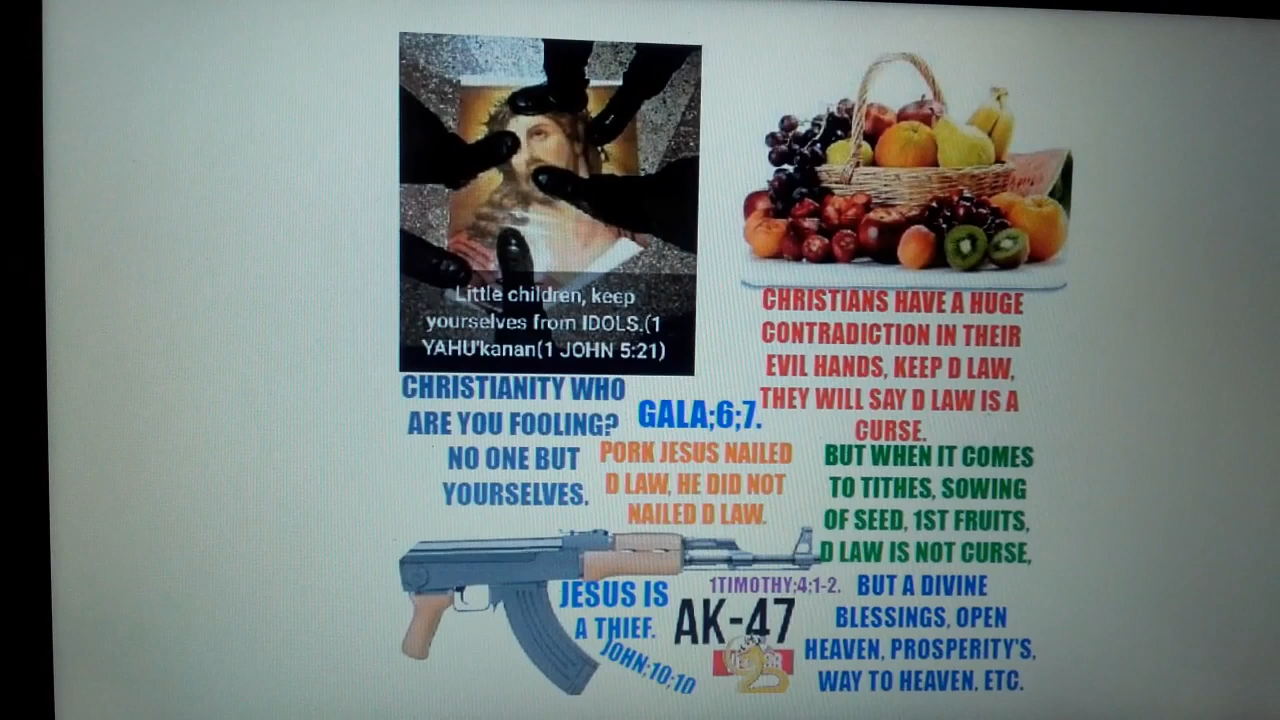 Little children, keep
yourselves from IDOLS.(1
YAHU'kanan(1 JOHN 5:21)
CHRISTIANITY WHO
ARE YOU FOOLING?
NO ONE BUT
YOURSELVES.
GALA;6;7.
PORK JESUS NAILED
D LAW, HE DID NOT
NAILED D LAW.
CHRISTIANS HAVE A HUGE
CONTRADICTION IN THEIR
EVIL HANDS, KEEP D LAW,
THEY WILL SAY D LAW IS A
CURSE.
BUT WHEN IT COMES
TO TITHES, SOWING
OF SEED, 1ST FRUITS,
D LAW IS NOT CURSE,
BUT A DIVINE
BLESSINGS, OPEN
HEAVEN, PROSPERITY'S,
WAY TO HEAVEN, ETC.
1TIMOTHY;4;1-2.
JESUS IS
A THIEF.
JOHN;10;10
AK-47